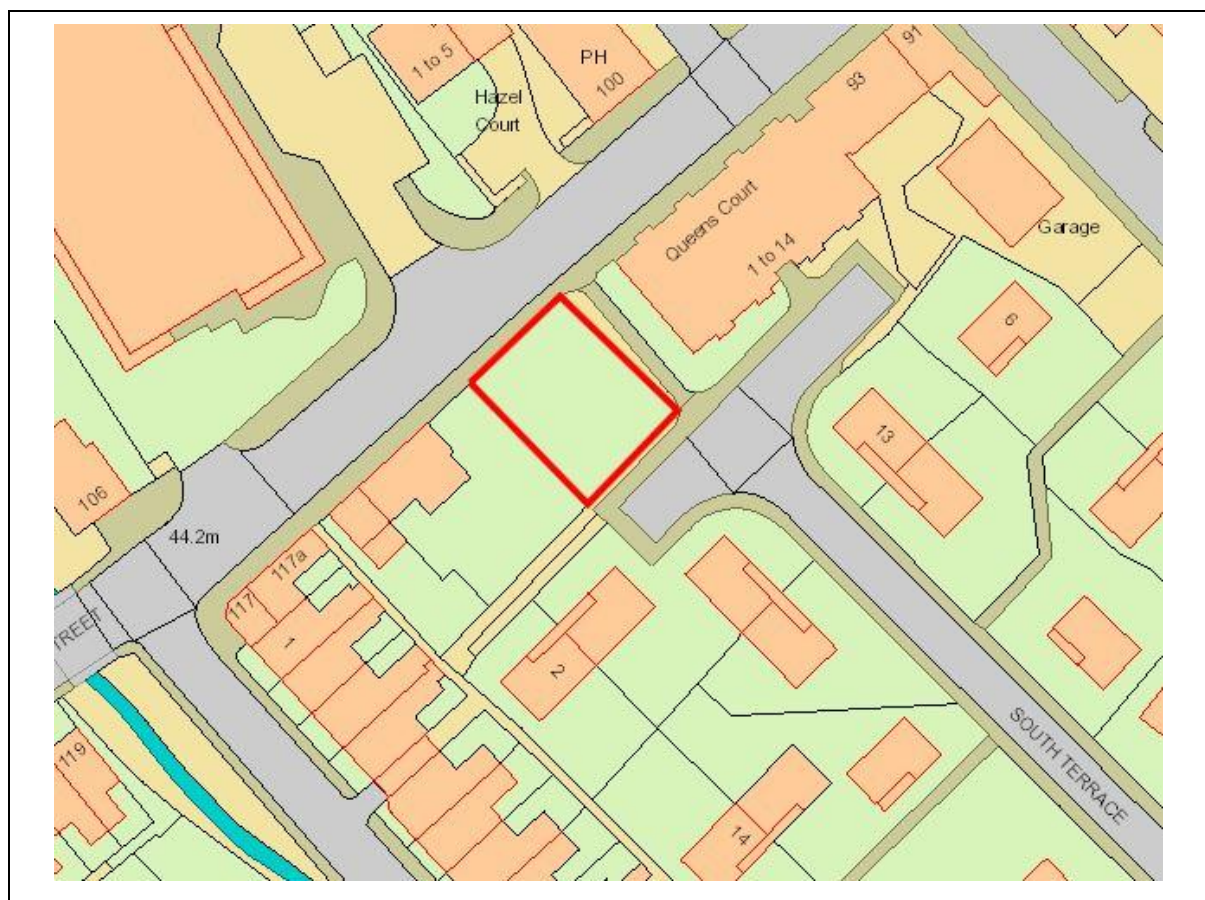 91
1 to 5
PH
100
93
Hazel
Court
Queens Court
1 to 14
Garage
6
13
106
44.2m
117a
117
1
TREET
2
119
SOUTH TERRACE
14